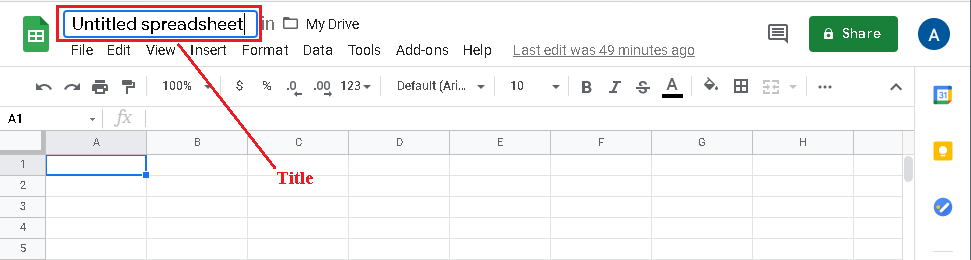 Untitled spreadsheet in My Drive
Share
A
File Edit View Insert Format Data Tools Add-ons Help Last edit was 49 minutes ago
100% $ % .0 .00 123 Default (Ari... 10 B I S A ...
31
A1 fx
A B C D E F G H
1
Title
2
3
4
5